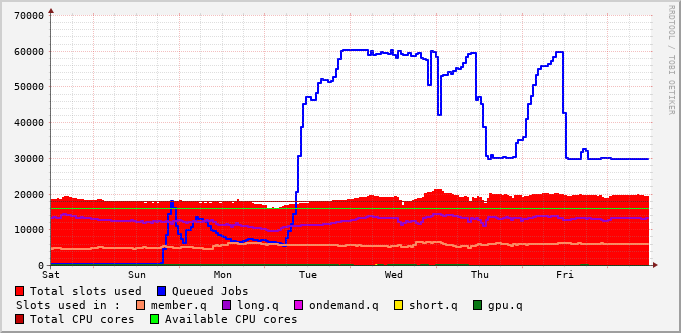 70000
60000
50000
40000
30000
20000
10000
0
Sat Sun Mon Tue Wed Thu Fri
RRDTOOL / TOBI OETIKER
Total slots used Queued Jobs
Slots used in : member.q long.q ondemand.q short.q gpu.q
Total CPU cores Available CPU cores